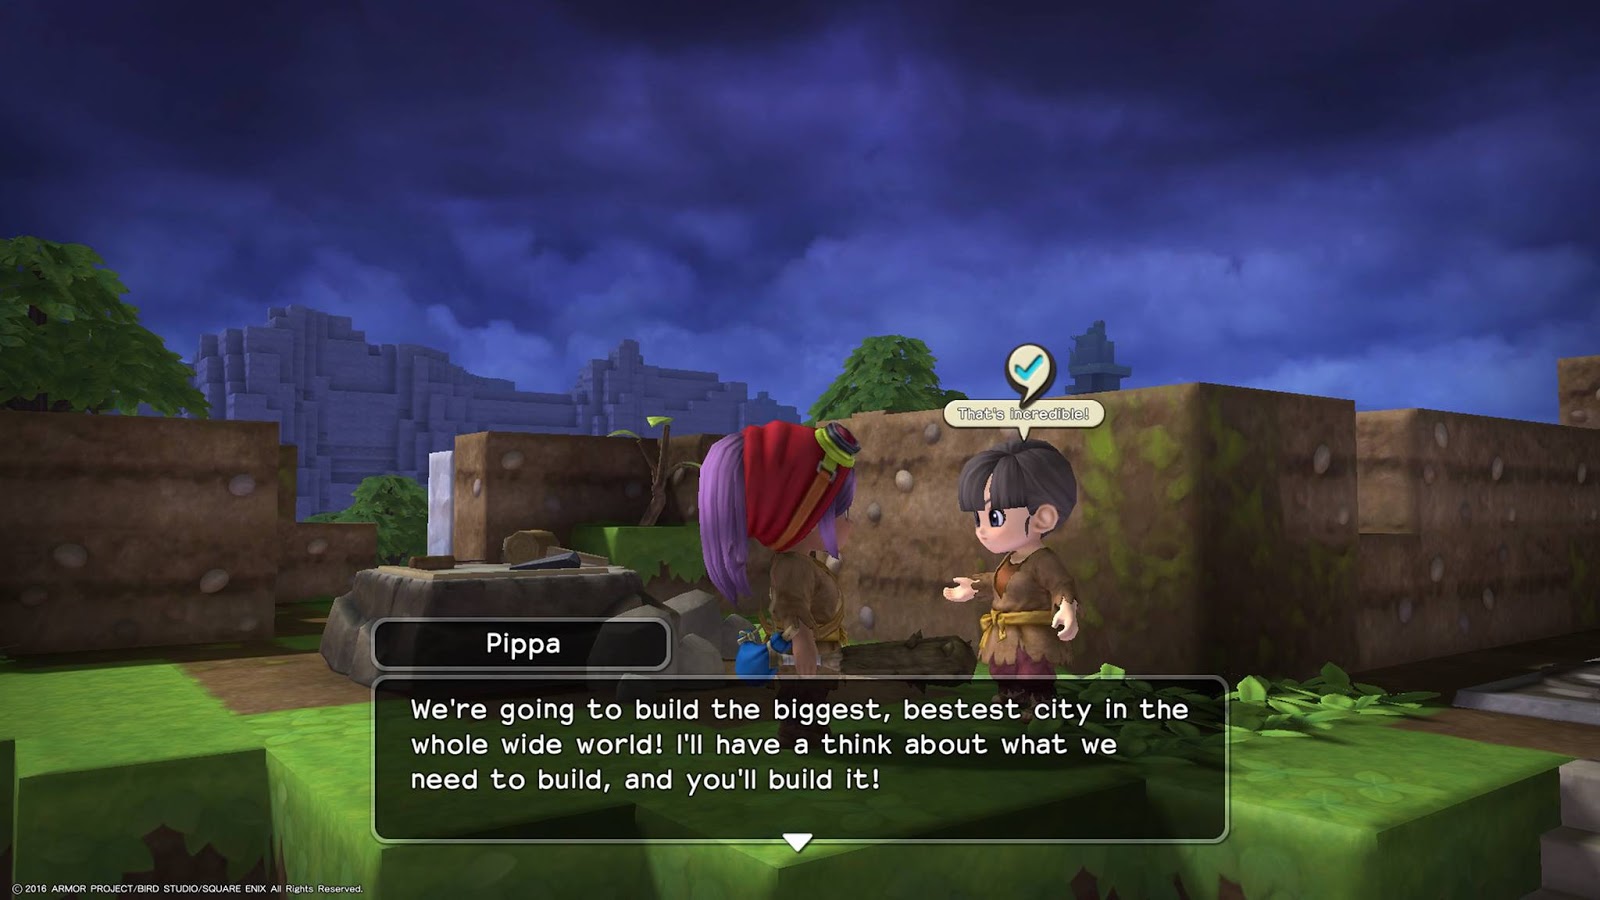 That's incredible!
Pippa
We're going to build the biggest, bestest city in the
whole wide world! I'll have a think about what we
need to build, and you'll build it!
© 2016 ARMOR PROJECT/BIRD STUDIO/SQUARE ENIX All Rights Reserved.